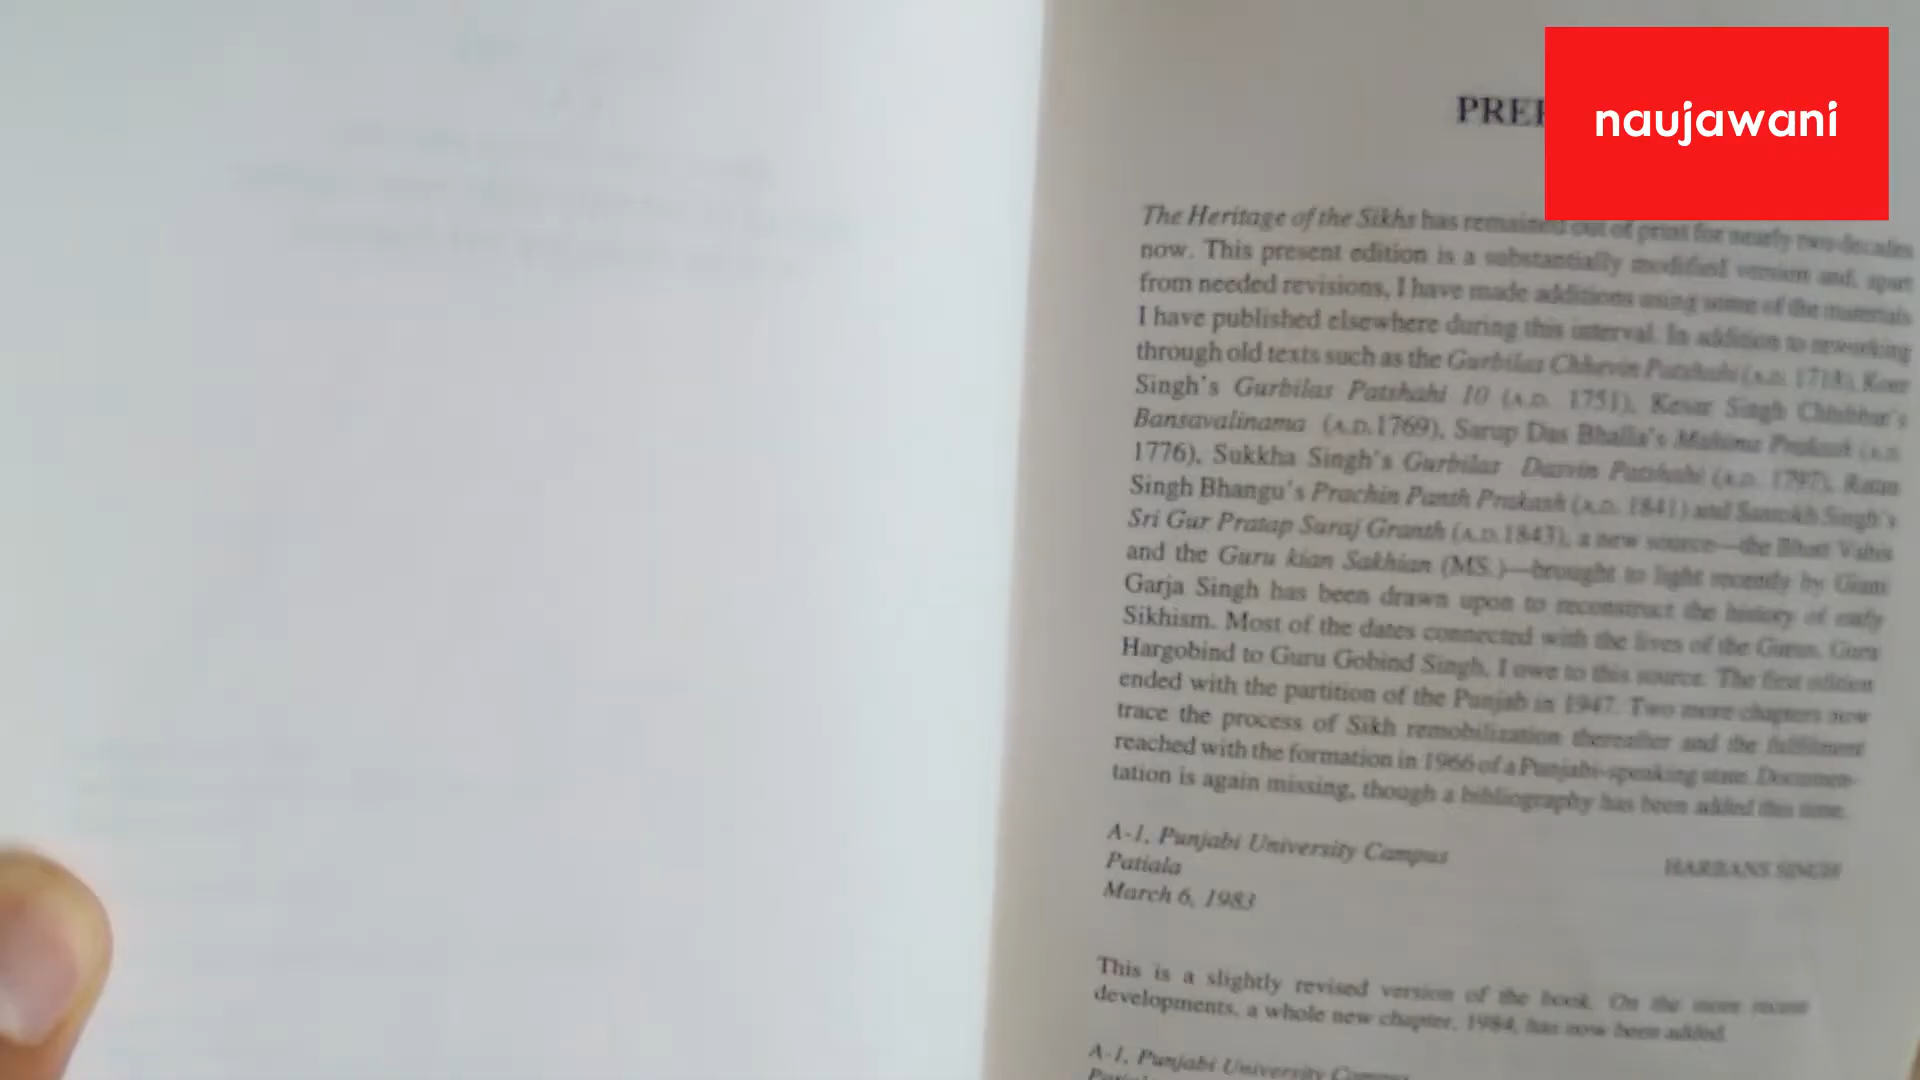 PREF
naujawani
The Heritage of the Sikhs has remained out of print for nearly two decades
now. This present edition is a substantially modified version and, apart
from needed revisions, I have made additions using some of the materials
I have published elsewhere during this interval. In addition to reworking
through old texts such as the Gurbilas Chhevin Patshahi (A.D. 1718), Koer
Singh's Gurbilas Patshahi 10 (A.D. 1751), Kesar Singh Chhibbar's
Bansavalinama (A.D.1769), Sarup Das Bhalla's Mahima Prakash (A.D.
1776), Sukkha Singh's Gurbilas Dasvin Patshahi (A.D. 1797), Ratan
Singh Bhangu's Prachin Panth Prakash (A.D. 1841) and Santokh Singh's
Sri Gur Pratap Suraj Granth (A.D.1843), a new source—the Bhatt Vahis
and the Guru kian Sakhian (MS.)—brought to light recently by Giani
Garja Singh has been drawn upon to reconstruct the history of early
Sikhism. Most of the dates connected with the lives of the Gurus, Guru
Hargobind to Guru Gobind Singh, I owe to this source. The first edition
ended with the partition of the Punjab in 1947. Two more chapters now
trace the process of Sikh remobilization thereafter and the fulfilment
reached with the formation in 1966 of a Punjabi-speaking state. Documen-
tation is again missing, though a bibliography has been added this time.
A-1, Punjabi University Campus
Patiala
HARBANS SINGH
March 6, 1983
This is a slightly revised version of the book. On the more recent
developments, a whole new chapter, 1984, has now been added.
A-1, Punjabi University Campus